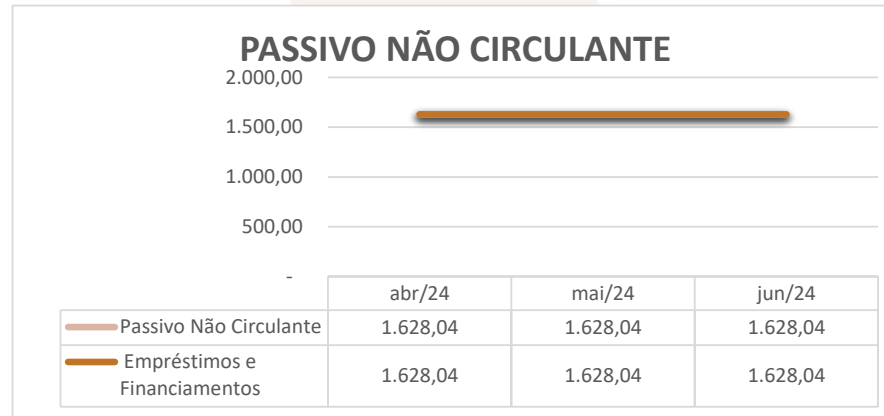 PASSIVO NÃO CIRCULANTE
2.000,00
1.500,00
1.000,00
500,00
-
abr/24 mai/24 jun/24
Passivo Não Circulante 1.628,04 1.628,04 1.628,04
Empréstimos e
Financiamentos 1.628,04 1.628,04 1.628,04